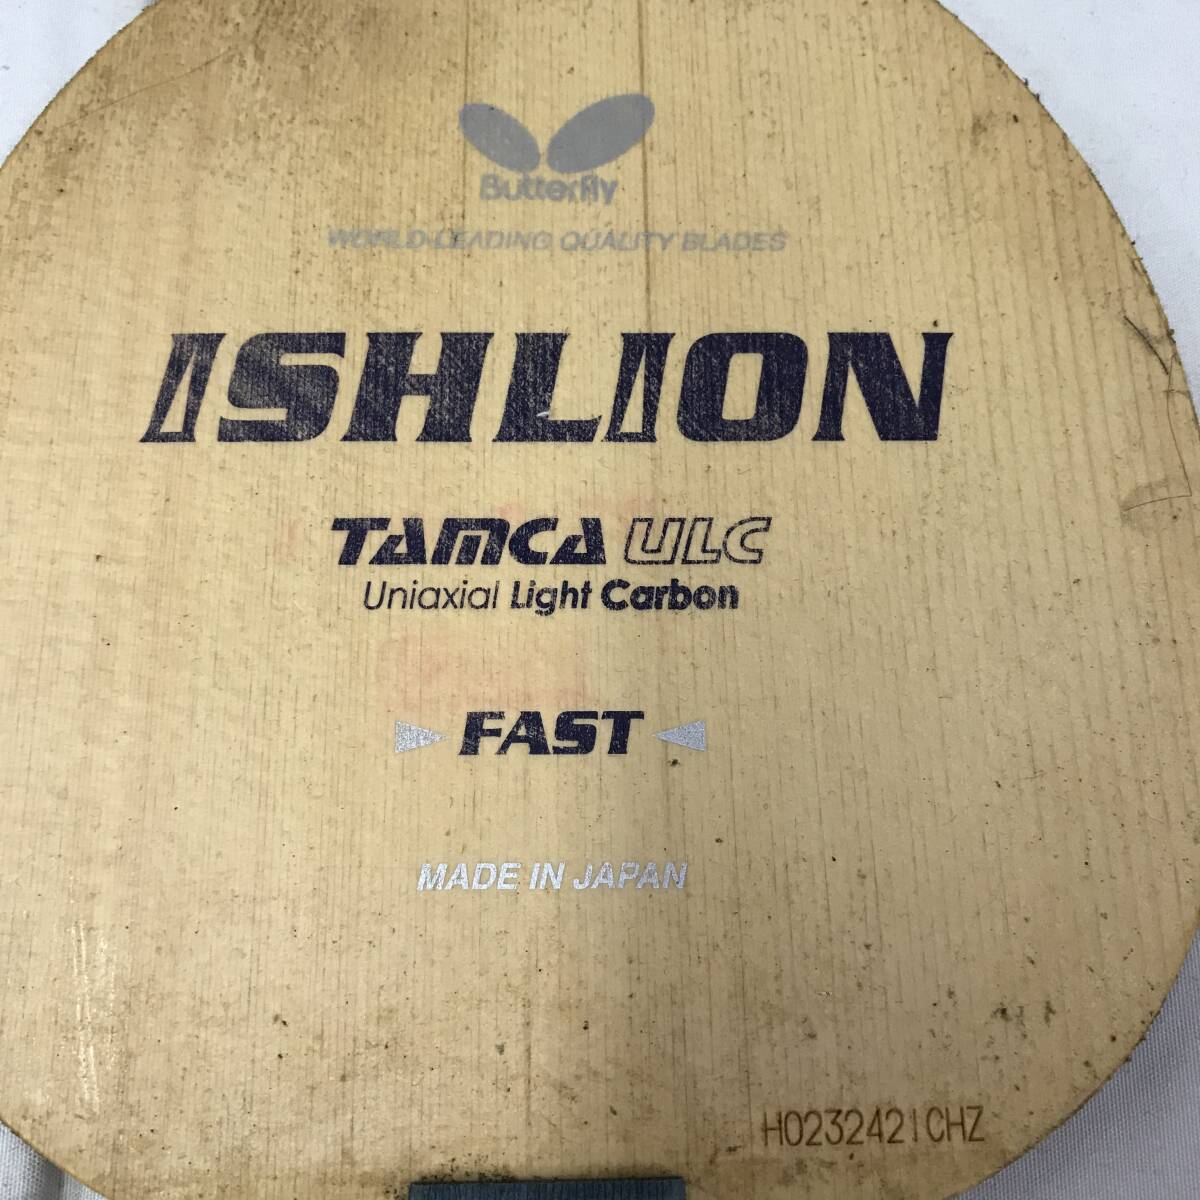 Butterfly
WORLD-LEADING QUALITY BLADES
ISHLION
TAMCA ULC
Uniaxial Light Carbon
FAST
MADE IN JAPAN
H0232421CHZ